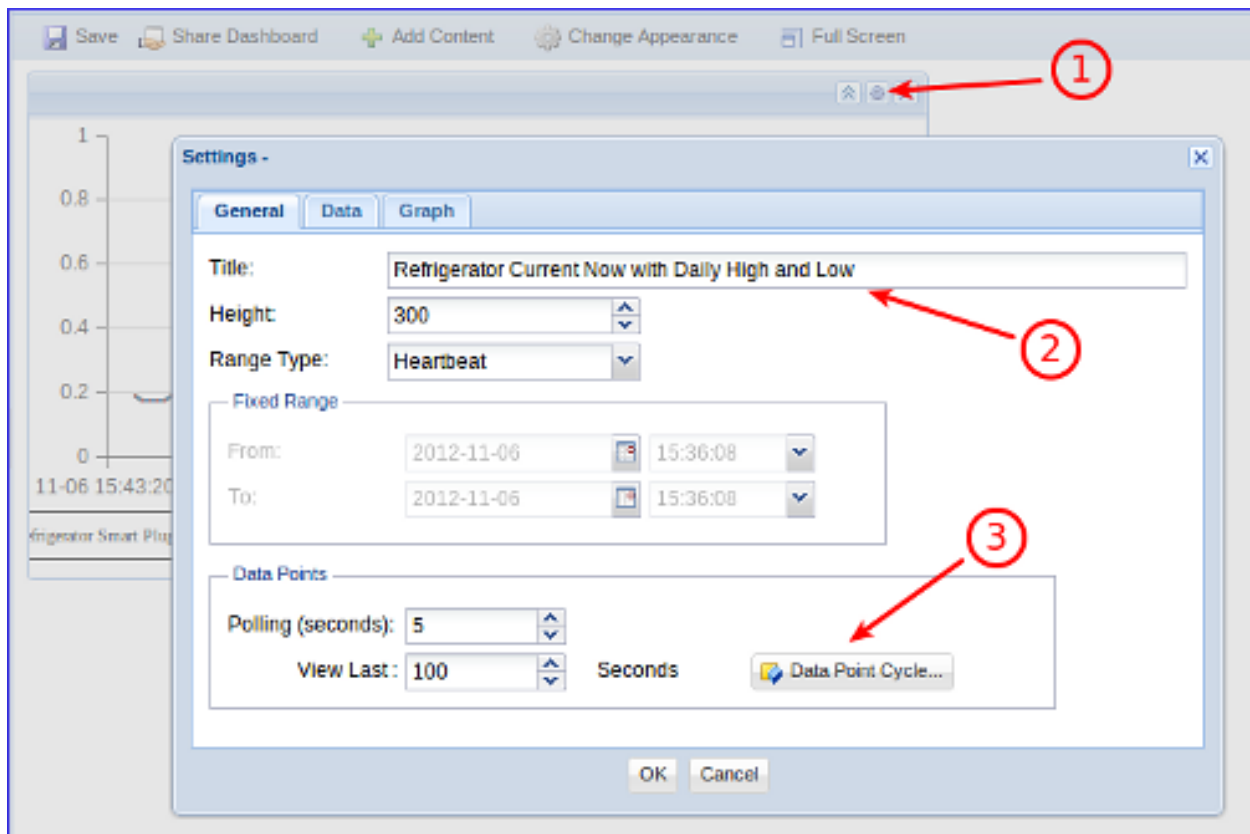 Save Share Dashboard Add Content Change Appearance Full Screen
1
1
Settings -
0.8
General Data Graph
0.6
Title: Refrigerator Current Now with Daily High and Low
Height: 300
2
0.4
Range Type: Heartbeat
0.2
Fixed Range
0
From: 2012-11-06 15:36:08
11-06 15:43:20
To: 2012-11-06 15:36:08
frigerator Smart Plug
3
Data Points
Polling (seconds): 5
View Last : 100 Seconds Data Point Cycle...
OK Cancel